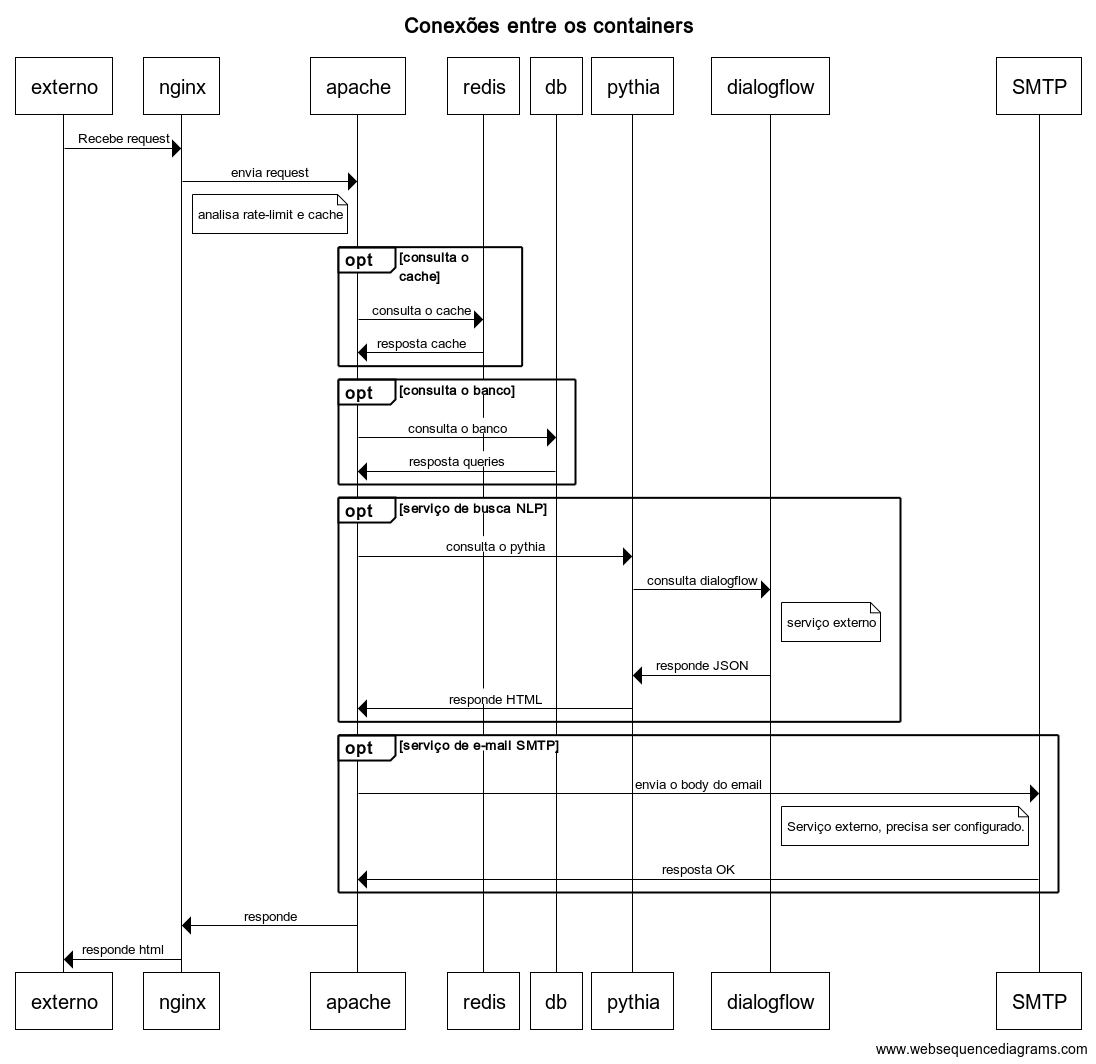 Conexões entre os containers
externo
nginx
apache
redis
db
pythia
dialogflow
SMTP
Recebe request
envia request
analisa rate-limit e cache
opt
[consulta o
cache]
consulta o cache
resposta cache
opt
[consulta o banco]
consulta o banco
resposta queries
opt
[serviço de busca NLP]
consulta o pythia
consulta dialogflow
serviço externo
responde JSON
responde HTML
opt
[serviço de e-mail SMTP]
envia o body do email
Serviço externo, precisa ser configurado.
resposta OK
responde
responde html
externo
nginx
apache
redis
db
pythia
dialogflow
SMTP
www.websequencediagrams.com